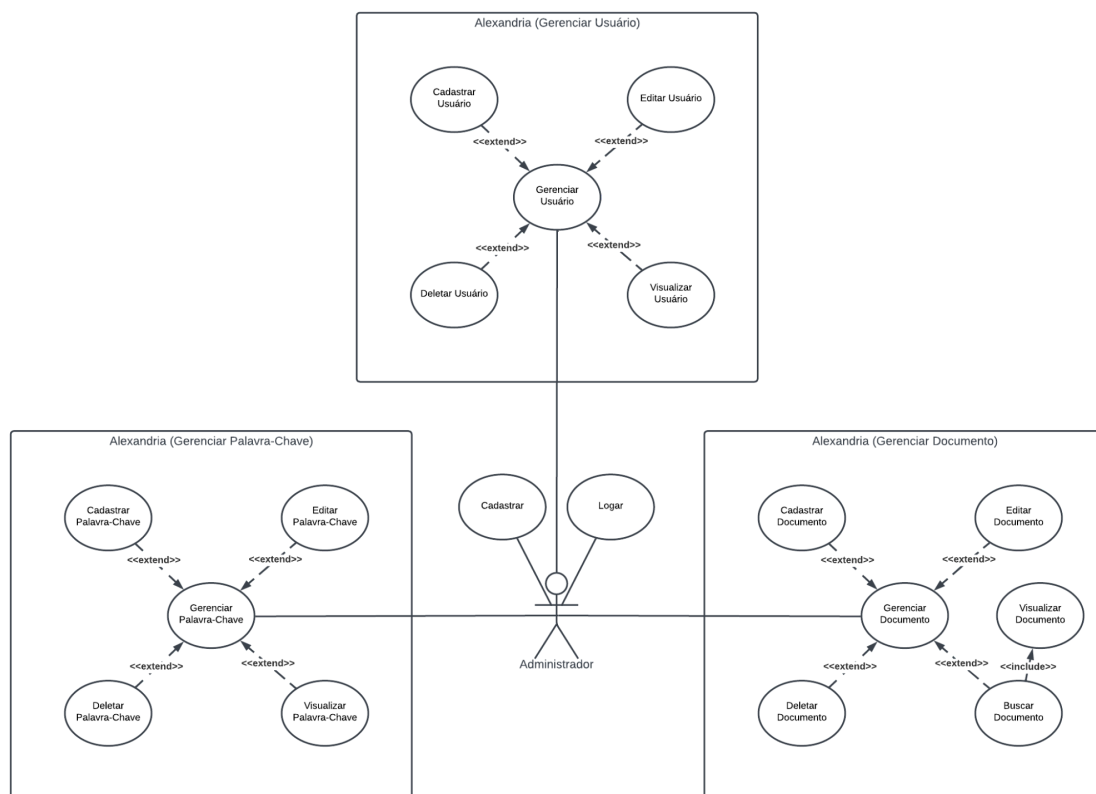 Alexandria (Gerenciar Usuário)
Cadastrar
Usuário
Editar Usuário
<<extend>>
<<extend>>
Gerenciar
Usuário
<<extend>>
<<extend>>
Deletar Usuário
Visualizar
Usuário
Alexandria (Gerenciar Palavra-Chave)
Cadastrar
Palavra-Chave
Editar
Palavra-Chave
<<extend>>
<<extend>>
Gerenciar
Palavra-Chave
<<extend>>
<<extend>>
Deletar
Palavra-Chave
Visualizar
Palavra-Chave
Cadastrar
Logar
Administrador
Alexandria (Gerenciar Documento)
Cadastrar
Documento
Editar
Documento
<<extend>>
<<extend>>
Gerenciar
Documento
Visualizar
Documento
<<extend>>
<<extend>>
<<include>>
Deletar
Documento
Buscar
Documento